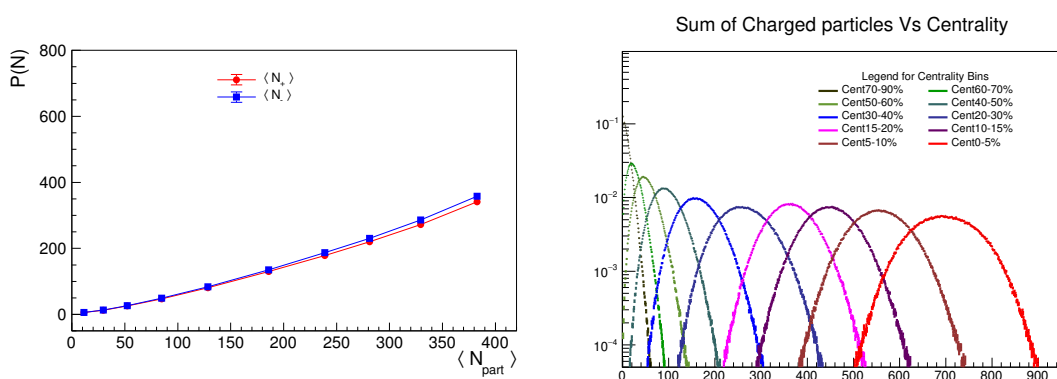 Sum of Charged particles Vs Centrality
P(N)
800
600
400
200
0
⟨ N₊ ⟩
⟨ N₋ ⟩
0 50 100 150 200 250 300 350 400
⟨ N_part ⟩
Legend for Centrality Bins
Cent70-90% Cent60-70%
Cent50-60% Cent40-50%
Cent30-40% Cent20-30%
Cent15-20% Cent10-15%
Cent5-10% Cent0-5%
10⁻¹
10⁻²
10⁻³
10⁻⁴
0 100 200 300 400 500 600 700 800 900